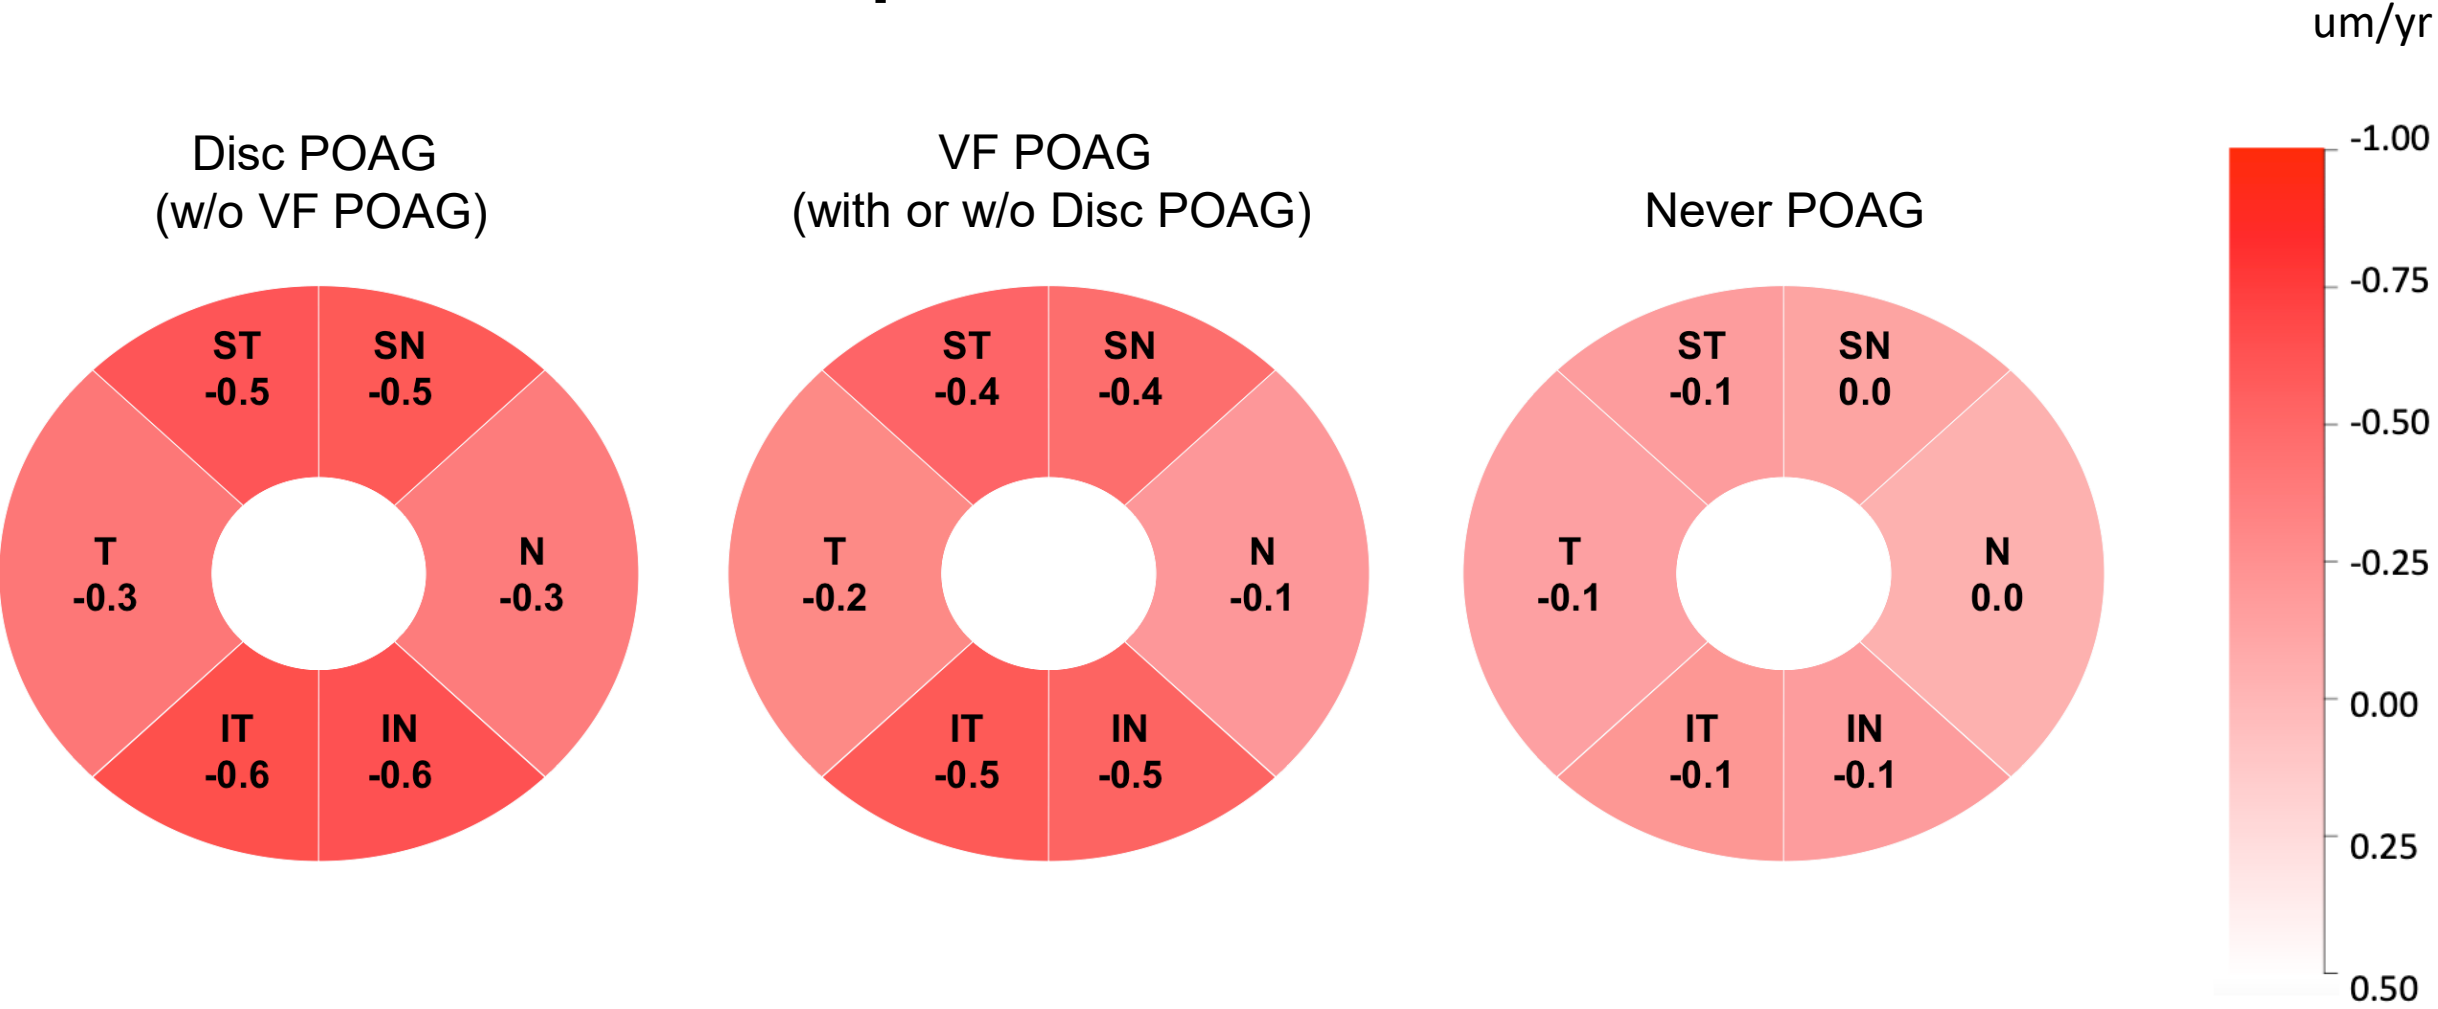 um/yr
Disc POAG
(w/o VF POAG)
ST
-0.5
SN
-0.5
T
-0.3
N
-0.3
IT
-0.6
IN
-0.6
VF POAG
(with or w/o Disc POAG)
ST
-0.4
SN
-0.4
T
-0.2
N
-0.1
IT
-0.5
IN
-0.5
Never POAG
ST
-0.1
SN
0.0
T
-0.1
N
0.0
IT
-0.1
IN
-0.1
-1.00
-0.75
-0.50
-0.25
0.00
0.25
0.50